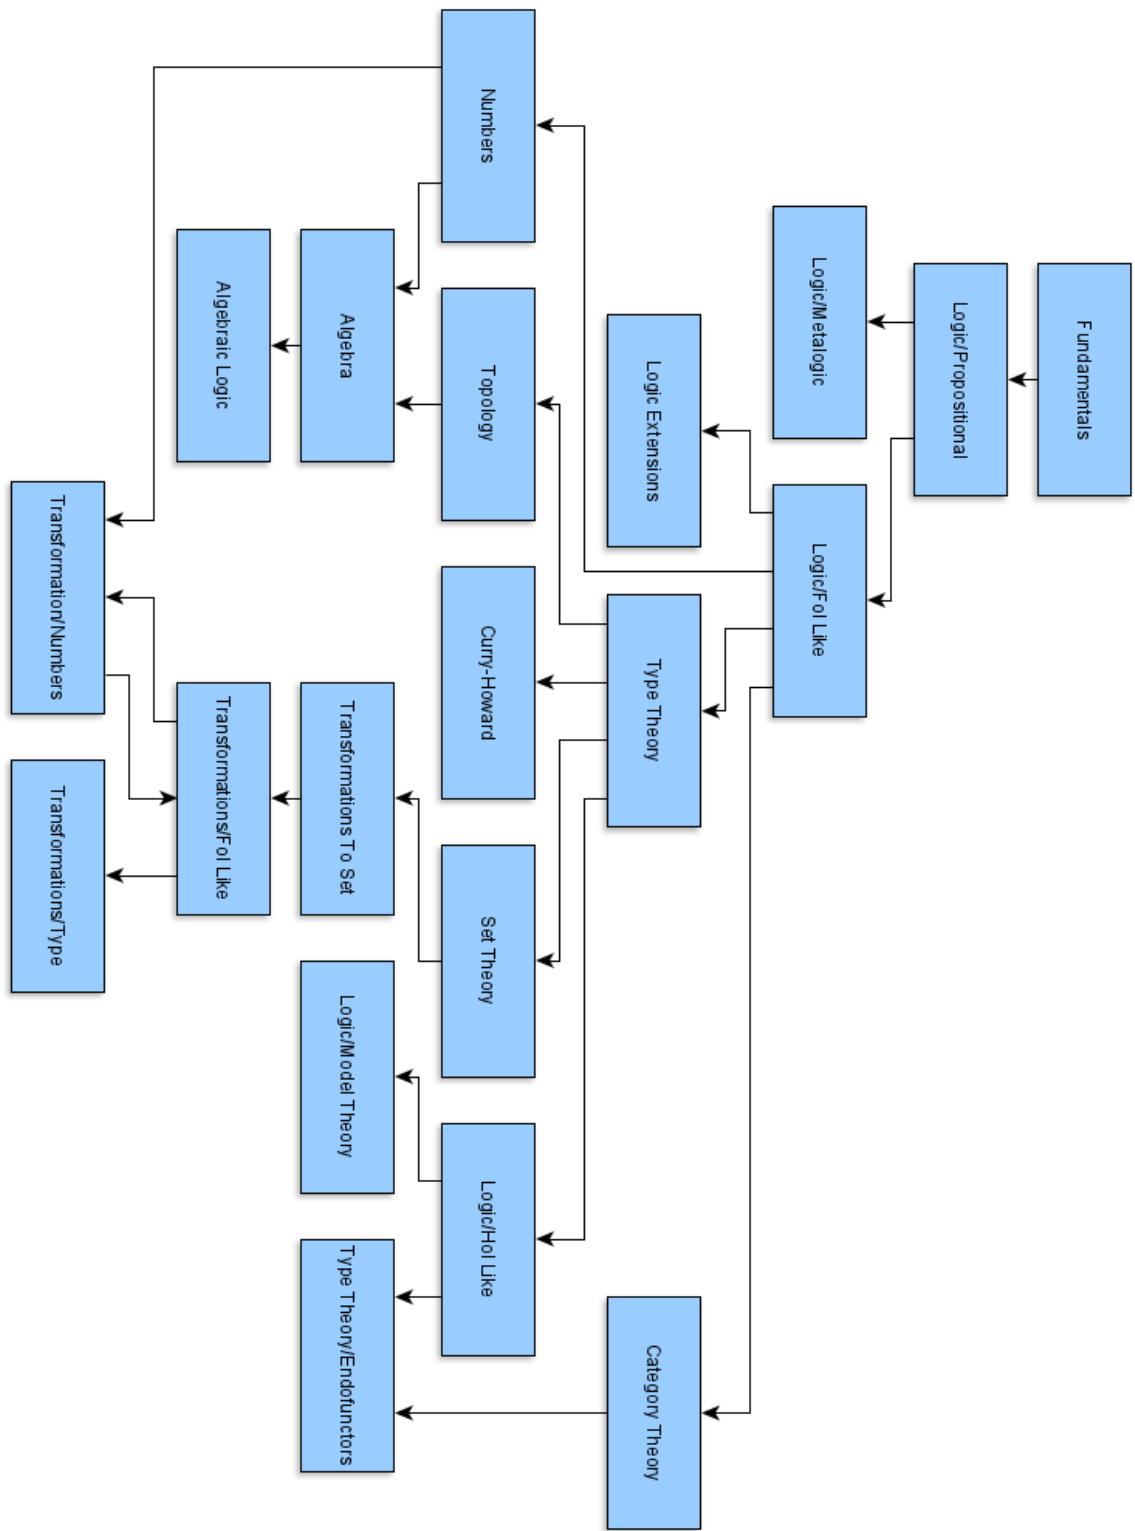 Fundamentals
Logic/Propositional
Logic/Metalogic
Logic/Fol Like
Logic Extensions
Type Theory
Category Theory
Numbers
Topology
Curry-Howard
Set Theory
Logic/Hol Like
Algebra
Transformations To Set
Logic/Model Theory
Type Theory/Endofunctors
Algebraic Logic
Transformations/Fol Like
Transformation/Numbers
Transformations/Type